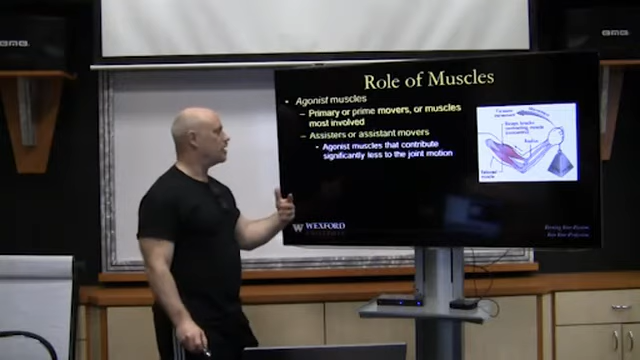 Role of Muscles
• Agonist muscles
– Primary or prime movers, or muscles
most involved
– Assisters or assistant movers
• Agonist muscles that contribute
significantly less to the joint motion
WEXFORD